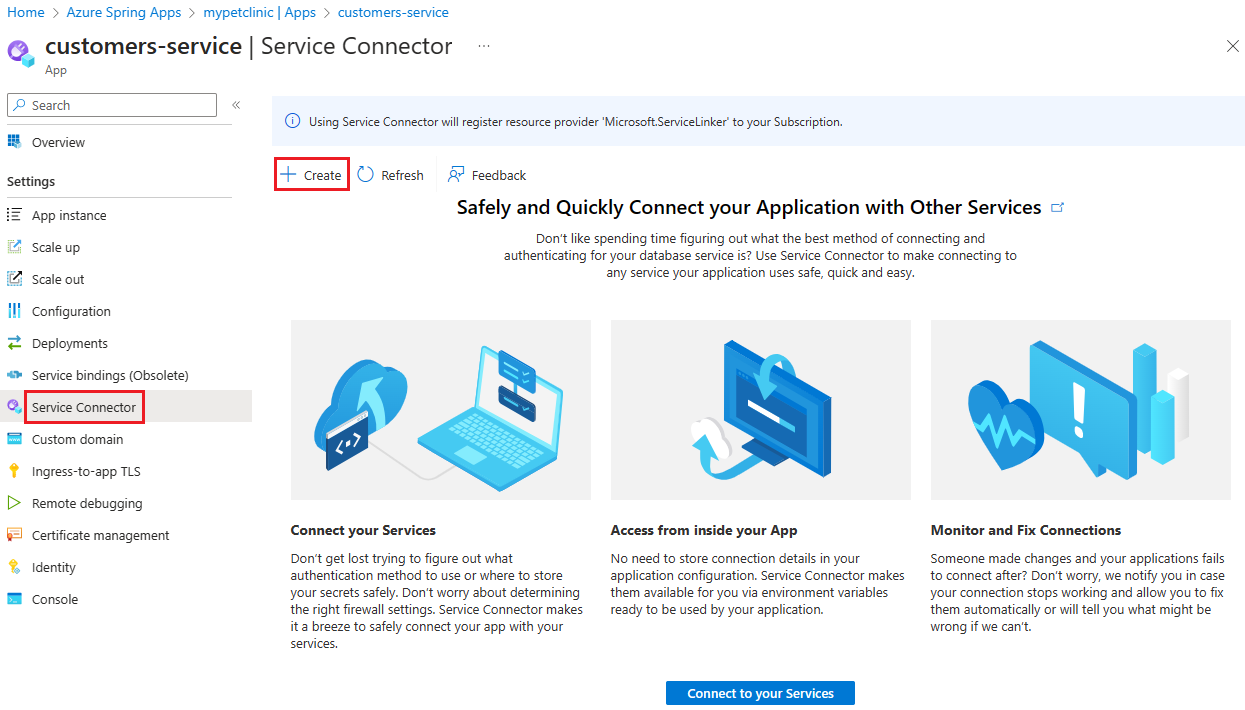 Home > Azure Spring Apps > mypetclinic | Apps > customers-service
customers-service | Service Connector ...
App
Search «
Overview
Settings
App instance
Scale up
Scale out
Configuration
Deployments
Service bindings (Obsolete)
Service Connector
Custom domain
Ingress-to-app TLS
Remote debugging
Certificate management
Identity
Console
Using Service Connector will register resource provider 'Microsoft.ServiceLinker' to your Subscription.
Create Refresh Feedback
Safely and Quickly Connect your Application with Other Services
Don't like spending time figuring out what the best method of connecting and
authenticating for your database service is? Use Service Connector to make connecting to
any service your application uses safe, quick and easy.
Connect your Services
Don't get lost trying to figure out what
authentication method to use or where to store
your secrets safely. Don't worry about determining
the right firewall settings. Service Connector makes
it a breeze to safely connect your app with your
services.
Access from inside your App
No need to store connection details in your
application configuration. Service Connector makes
them available for you via environment variables
ready to be used by your application.
Monitor and Fix Connections
Someone made changes and your applications fails
to connect after? Don't worry, we notify you in case
your connection stops working and allow you to fix
them automatically or will tell you what might be
wrong if we can't.
Connect to your Services